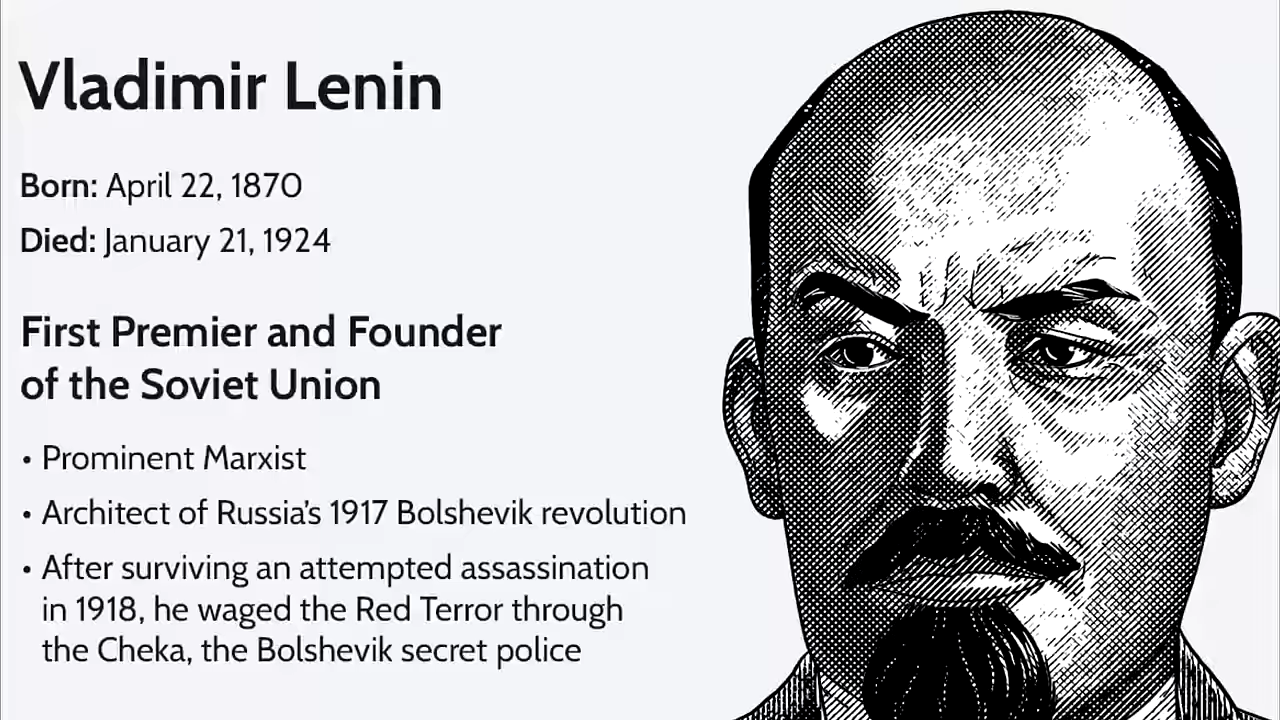 Vladimir Lenin
Born: April 22, 1870
Died: January 21, 1924
First Premier and Founder
of the Soviet Union
• Prominent Marxist
• Architect of Russia's 1917 Bolshevik revolution
• After surviving an attempted assassination
in 1918, he waged the Red Terror through
the Cheka, the Bolshevik secret police